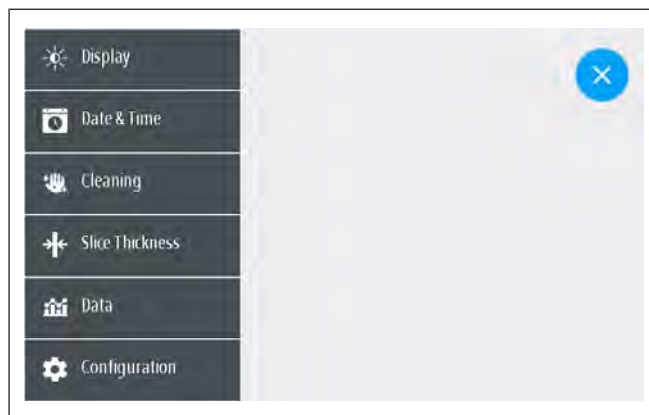 Display
Date & Time
Cleaning
Slice Thickness
Data
Configuration